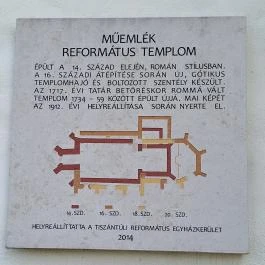 MŰEMLÉK
REFORMÁTUS TEMPLOM
ÉPÜLT A 14. SZÁZAD ELEJÉN, ROMÁN STÍLUSBAN.
A 16. SZÁZADI ÁTÉPÍTÉSE SORÁN ÚJ, GÓTIKUS
TEMPLOMHAJÓ ÉS BOLTOZOTT SZENTÉLY KÉSZÜLT.
AZ 1717. ÉVI TATÁR BETÖRÉSKOR ROMMÁ VÁLT
TEMPLOM 1734 - 59 KÖZÖTT ÉPÜLT ÚJJÁ. MAI KÉPÉT
AZ 1912. ÉVI HELYREÁLLÍTÁSA SORÁN NYERTE EL.
14. SZD. 16. SZD. 18. SZD. 20. SZD.
HELYREÁLLÍTTATTA A TISZÁNTÚLI REFORMÁTUS EGYHÁZKERÜLET
2014